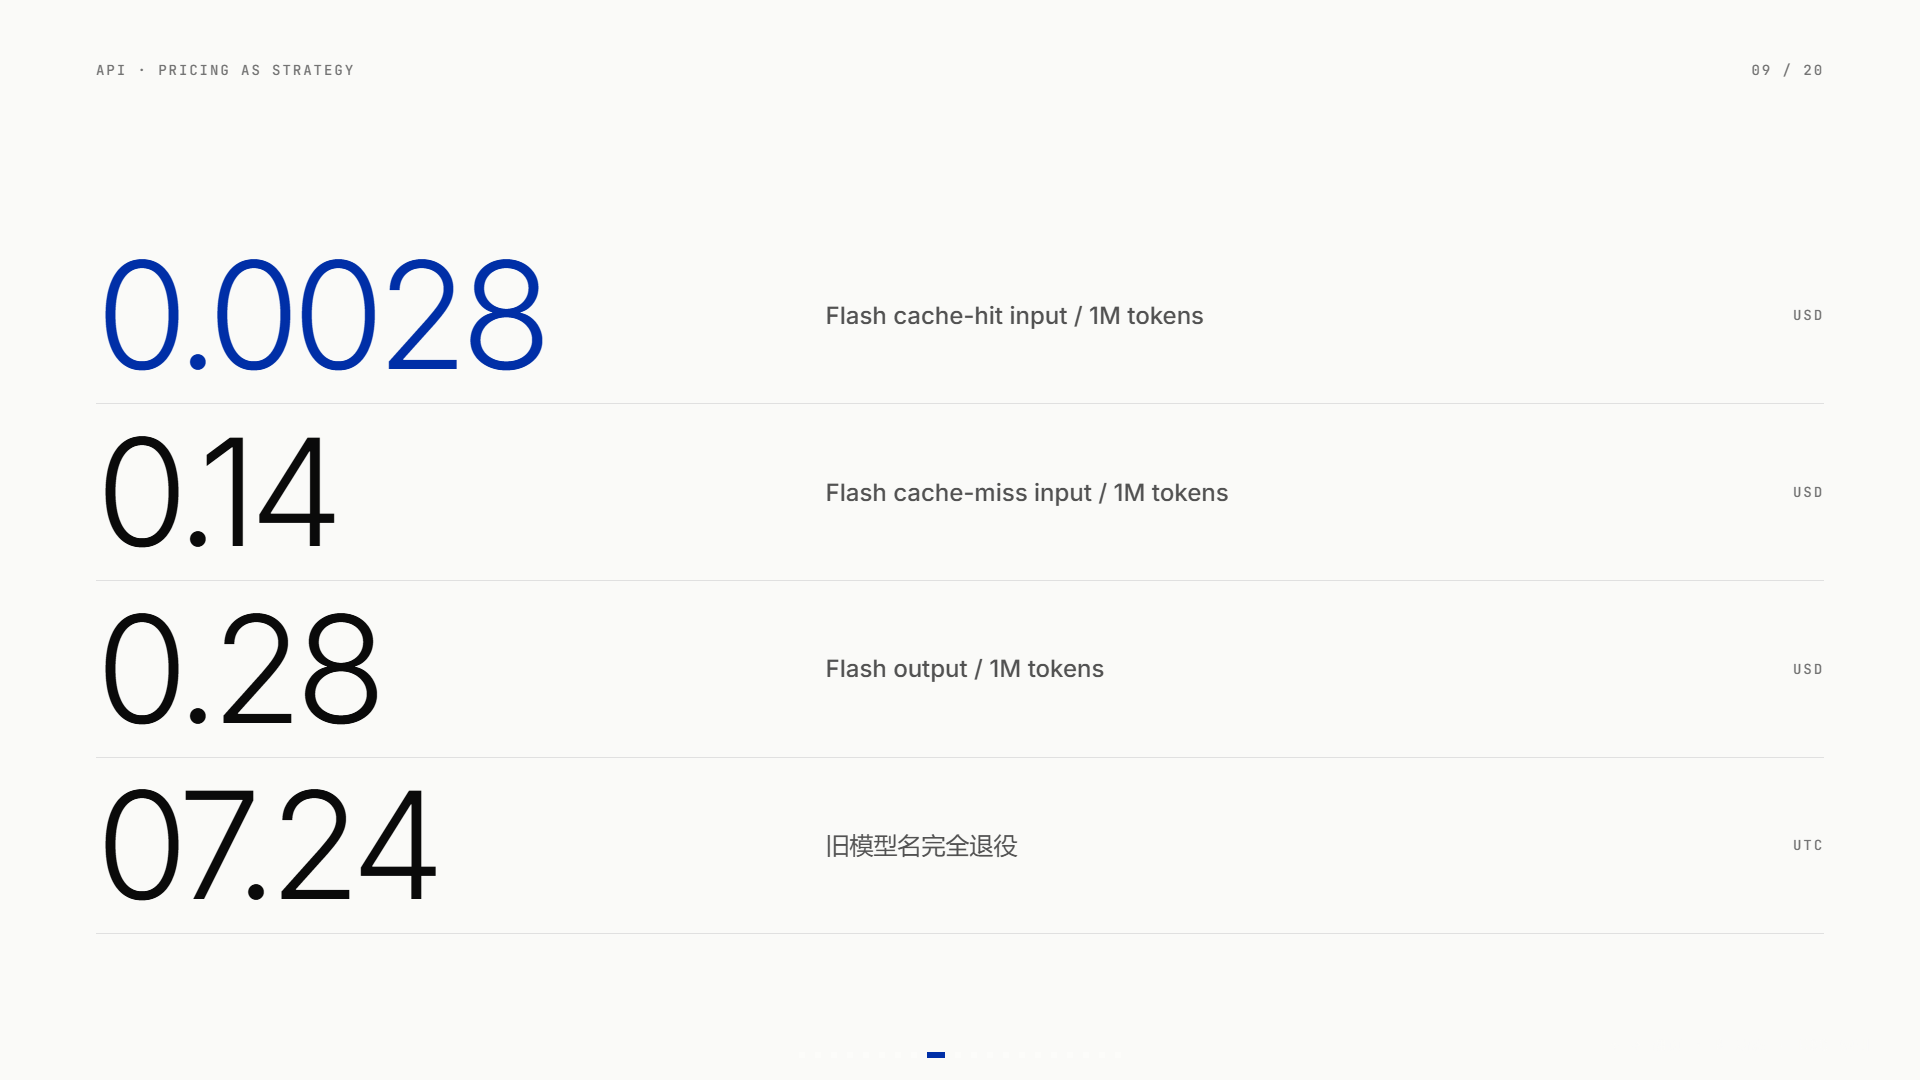 API · PRICING AS STRATEGY
09 / 20
0.0028
Flash cache-hit input / 1M tokens
USD
0.14
Flash cache-miss input / 1M tokens
USD
0.28
Flash output / 1M tokens
USD
07.24
旧模型名完全退役
UTC